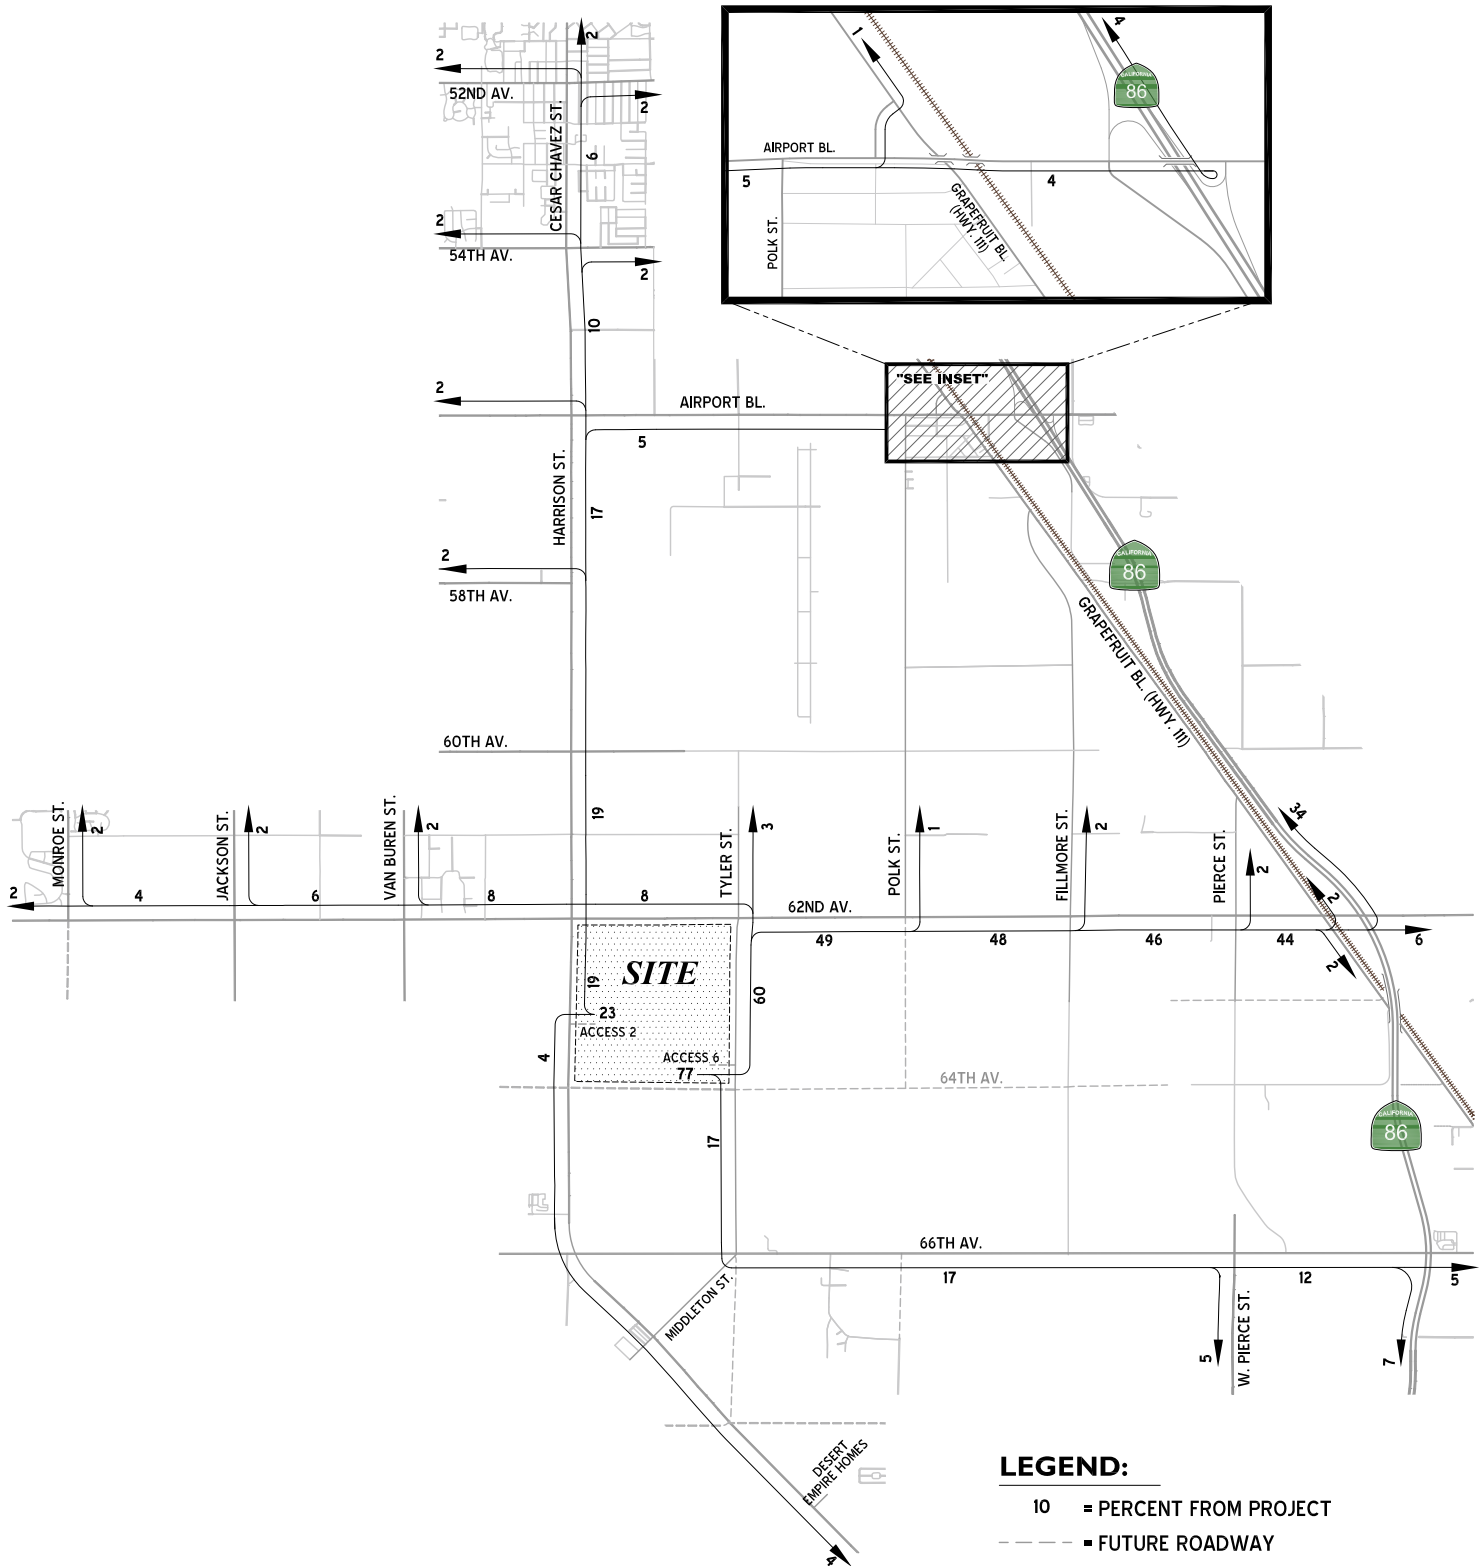 2
2
52ND AV.
2
CESAR CHAVEZ ST.
6
2
54TH AV.
2
10
1
4
CALIFORNIA
86
AIRPORT BL.
5
4
POLK ST.
GRAPEFRUIT BL.
(HWY. 111)
"SEE INSET"
2
AIRPORT BL.
5
HARRISON ST.
17
2
58TH AV.
CALIFORNIA
86
GRAPEFRUIT BL. (HWY. 111)
60TH AV.
19
MONROE ST.
2
JACKSON ST.
2
VAN BUREN ST.
2
TYLER ST.
3
POLK ST.
1
FILLMORE ST.
2
PIERCE ST.
2
34
2
2
4
6
8
8
62ND AV.
49
48
46
44
2
6
SITE
19
23
ACCESS 2
60
4
ACCESS 6
77
64TH AV.
CALIFORNIA
86
17
66TH AV.
17
12
5
MIDDLETON ST.
5
W. PIERCE ST.
7
DESERT
EMPIRE HOMES
4
LEGEND:
10 = PERCENT FROM PROJECT
= FUTURE ROADWAY